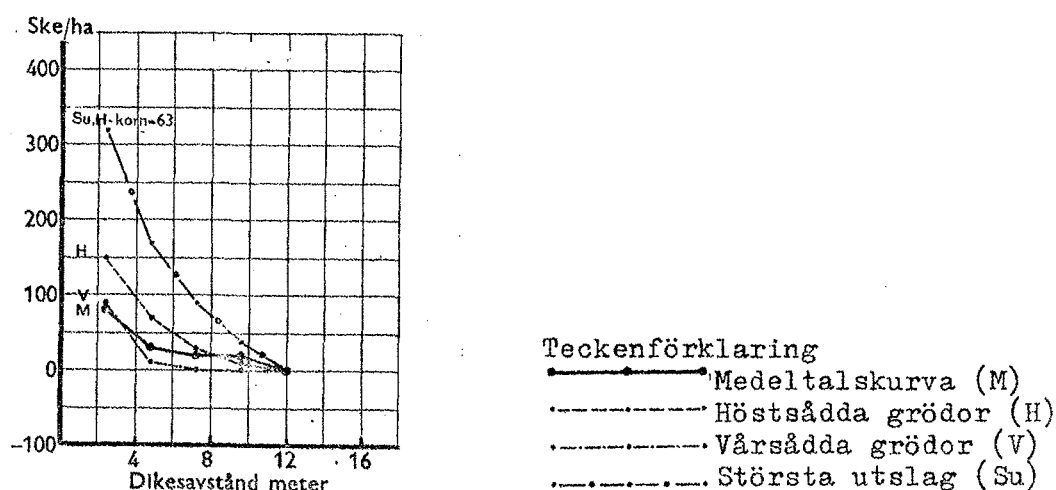 Ske/ha
400
Su,H-korn=63
300
200
H
100
V
M
0
-100
4 8 12 16
Dikesavstånd meter
Teckenförklaring
Medeltalskurva (M)
Höstsådda grödor (H)
Vårsådda grödor (V)
Största utslag (Su)